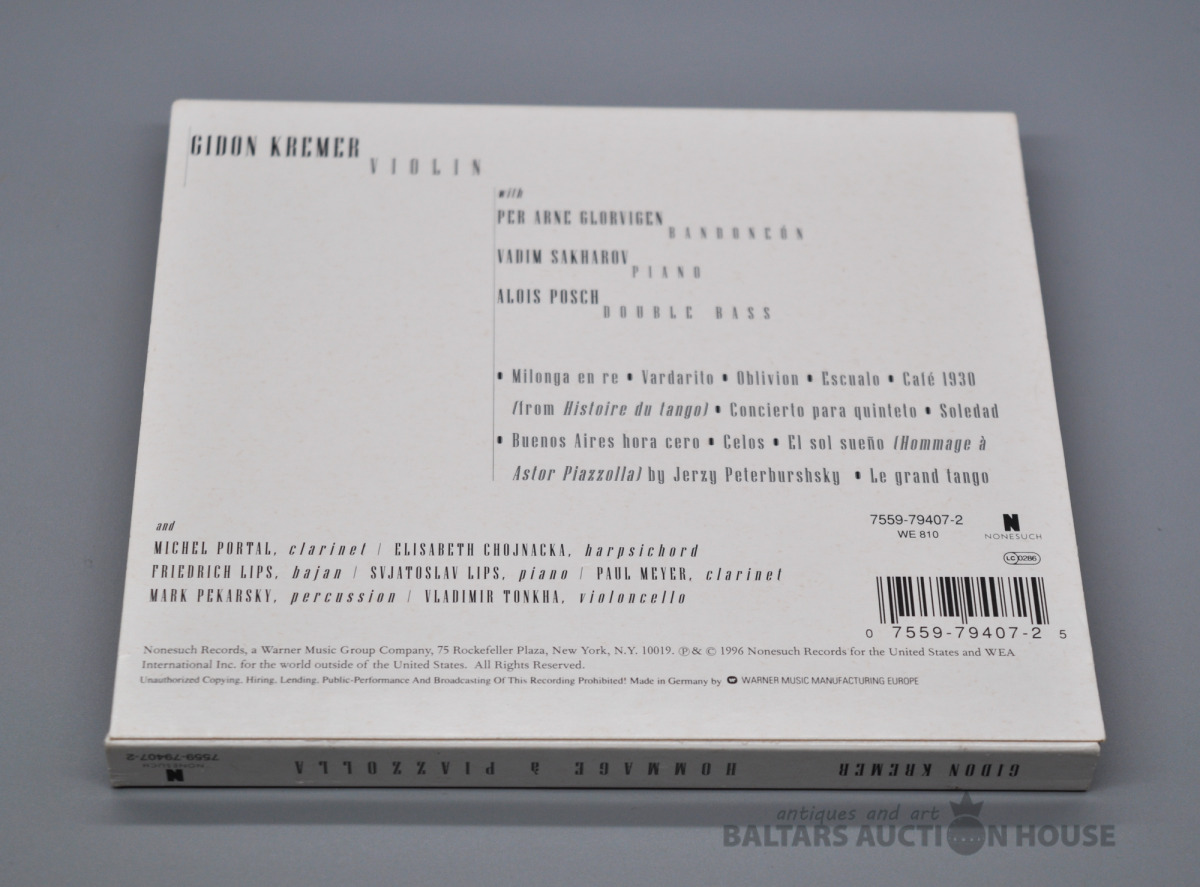 GIDON KREMER
VIOLIN
with
PER ARNE GLORVIGEN
BANDONEÓN
VADIM SAKHAROV
PIANO
ALOIS POSCH
DOUBLE BASS
• Milonga en re • Vardarito • Oblivion • Escualo • Café 1930
(from Histoire du tango) • Concierto para quinteto • Soledad
• Buenos Aires hora cero • Celos • El sol sueño (Hommage à
Astor Piazzolla) by Jerzy Peterburshsky • Le grand tango
7559-79407-2
WE 810
N
NONESUCH
LC 0286
and
MICHEL PORTAL, clarinet / ELISABETH CHOJNACKA, harpsichord
FRIEDRICH LIPS, bajan / SVJATOSLAV LIPS, piano / PAUL MEYER, clarinet
MARK PEKARSKY, percussion / VLADIMIR TONKHA, violoncello
0 7559-79407-2 5
Nonesuch Records, a Warner Music Group Company, 75 Rockefeller Plaza, New York, N.Y. 10019. ℗ & © 1996 Nonesuch Records for the United States and WEA
International Inc. for the world outside of the United States. All Rights Reserved.
Unauthorized Copying, Hiring, Lending, Public-Performance And Broadcasting Of This Recording Prohibited! Made in Germany by WARNER MUSIC MANUFACTURING EUROPE
GIDON KREMER HOMMAGE à PIAZZOLLA N NONESUCH 7559-79407-2
antiques and art
BALTARS AUCTION HOUSE